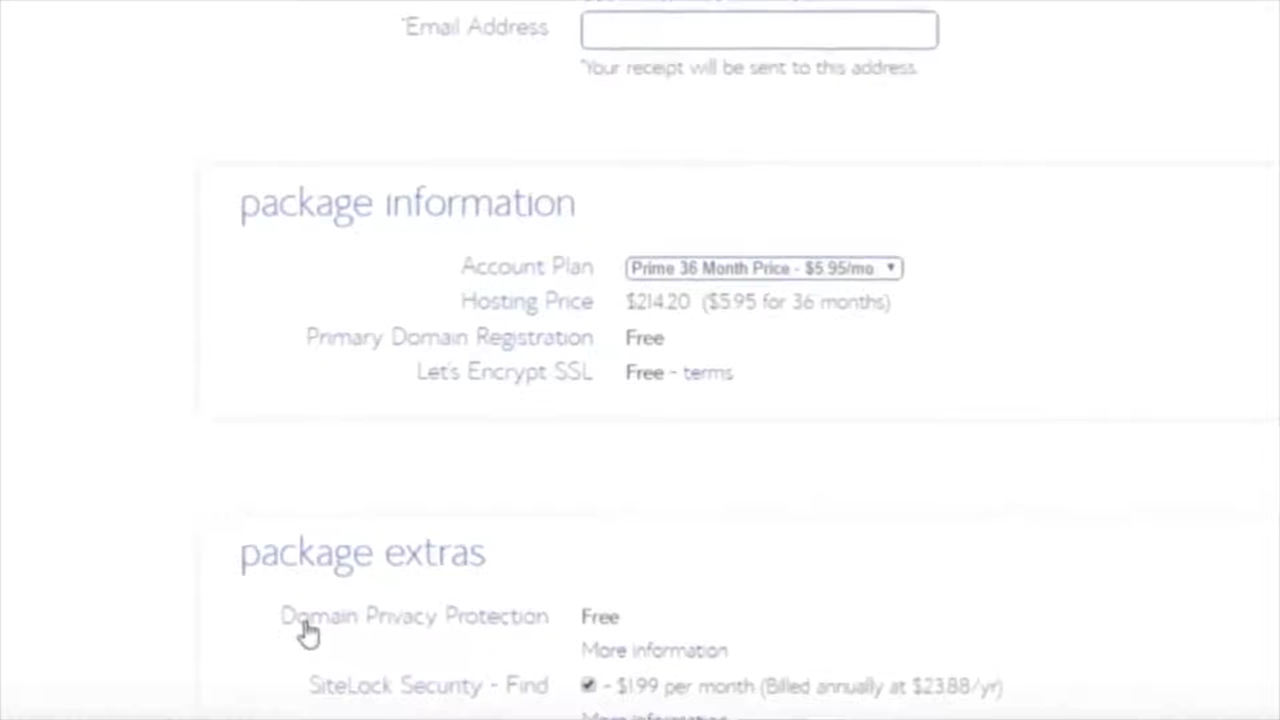 *Email Address
*Your receipt will be sent to this address.
package information
Account Plan Prime 36 Month Price - $5.95/mo
Hosting Price $214.20 ($5.95 for 36 months)
Primary Domain Registration Free
Let's Encrypt SSL Free - terms
package extras
Domain Privacy Protection Free
More information
SiteLock Security - Find - $1.99 per month (Billed annually at $23.88/yr)
More information